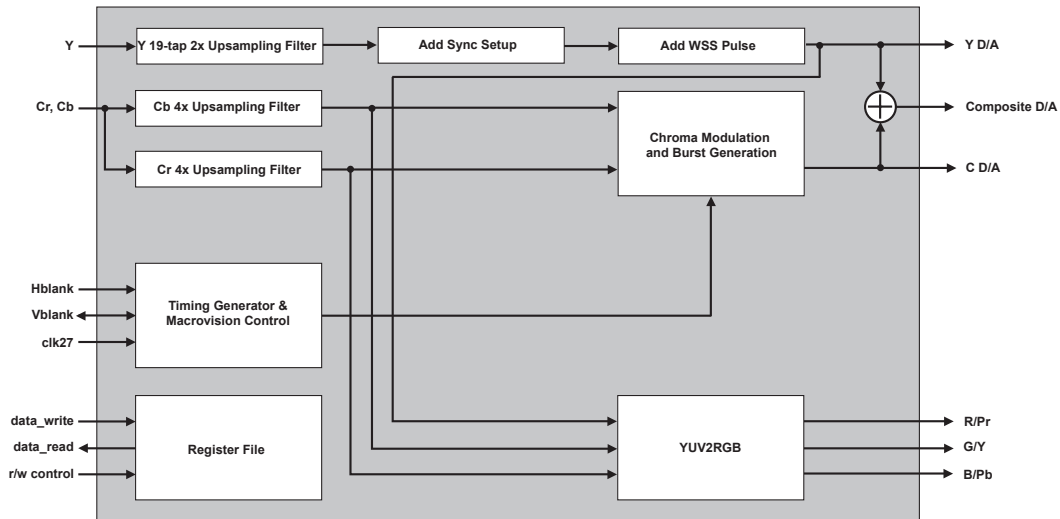 Y
Y 19-tap 2x Upsampling Filter
Add Sync Setup
Add WSS Pulse
Y D/A
Cr, Cb
Cb 4x Upsampling Filter
Composite D/A
Chroma Modulation
and Burst Generation
Cr 4x Upsampling Filter
C D/A
Hblank
Vblank
clk27
Timing Generator &
Macrovision Control
data_write
data_read
r/w control
Register File
YUV2RGB
R/Pr
G/Y
B/Pb